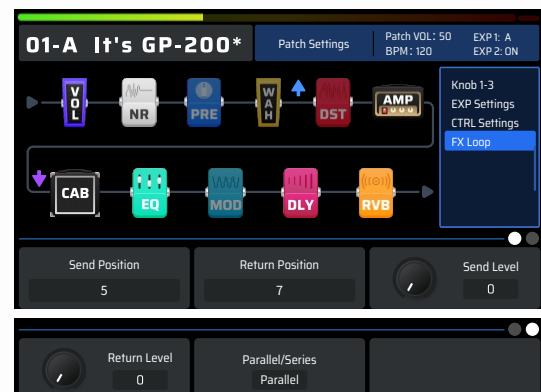 01-A It's GP-200*
Patch Settings
Patch VOL: 50
BPM: 120
EXP 1: A
EXP 2: ON
VOL
NR
PRE
WAH
DST
AMP
CAB
EQ
MOD
DLY
RVB
Knob 1-3
EXP Settings
CTRL Settings
FX Loop
Send Position
5
Return Position
7
Send Level
0
Return Level
0
Parallel/Series
Parallel